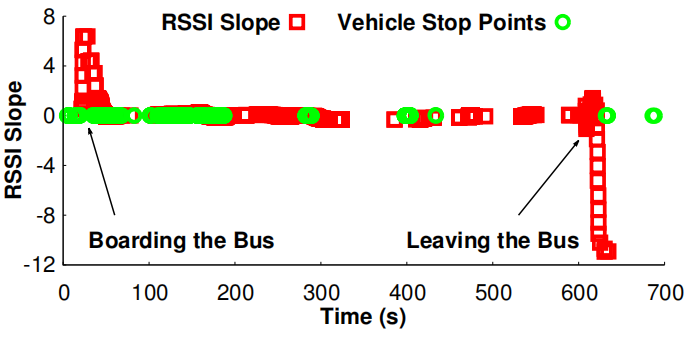 RSSI Slope
Vehicle Stop Points
8
4
0
-4
-8
-12
RSSI Slope
Boarding the Bus
Leaving the Bus
0
100
200
300
400
500
600
700
Time (s)